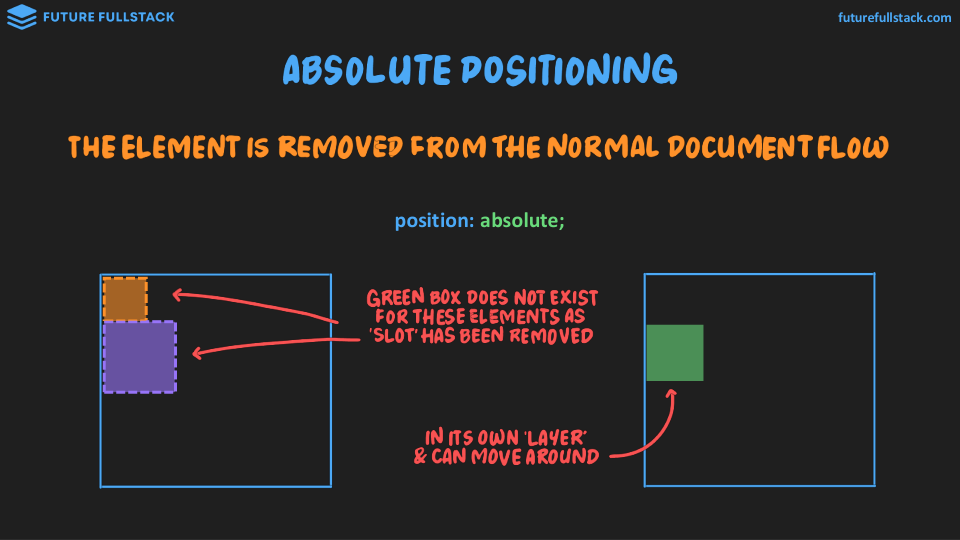 FUTURE FULLSTACK
futurefullstack.com
ABSOLUTE POSITIONING
THE ELEMENT IS REMOVED FROM THE NORMAL DOCUMENT FLOW
position: absolute;
GREEN BOX DOES NOT EXIST
FOR THESE ELEMENTS AS
'SLOT' HAS BEEN REMOVED
IN ITS OWN 'LAYER'
& CAN MOVE AROUND